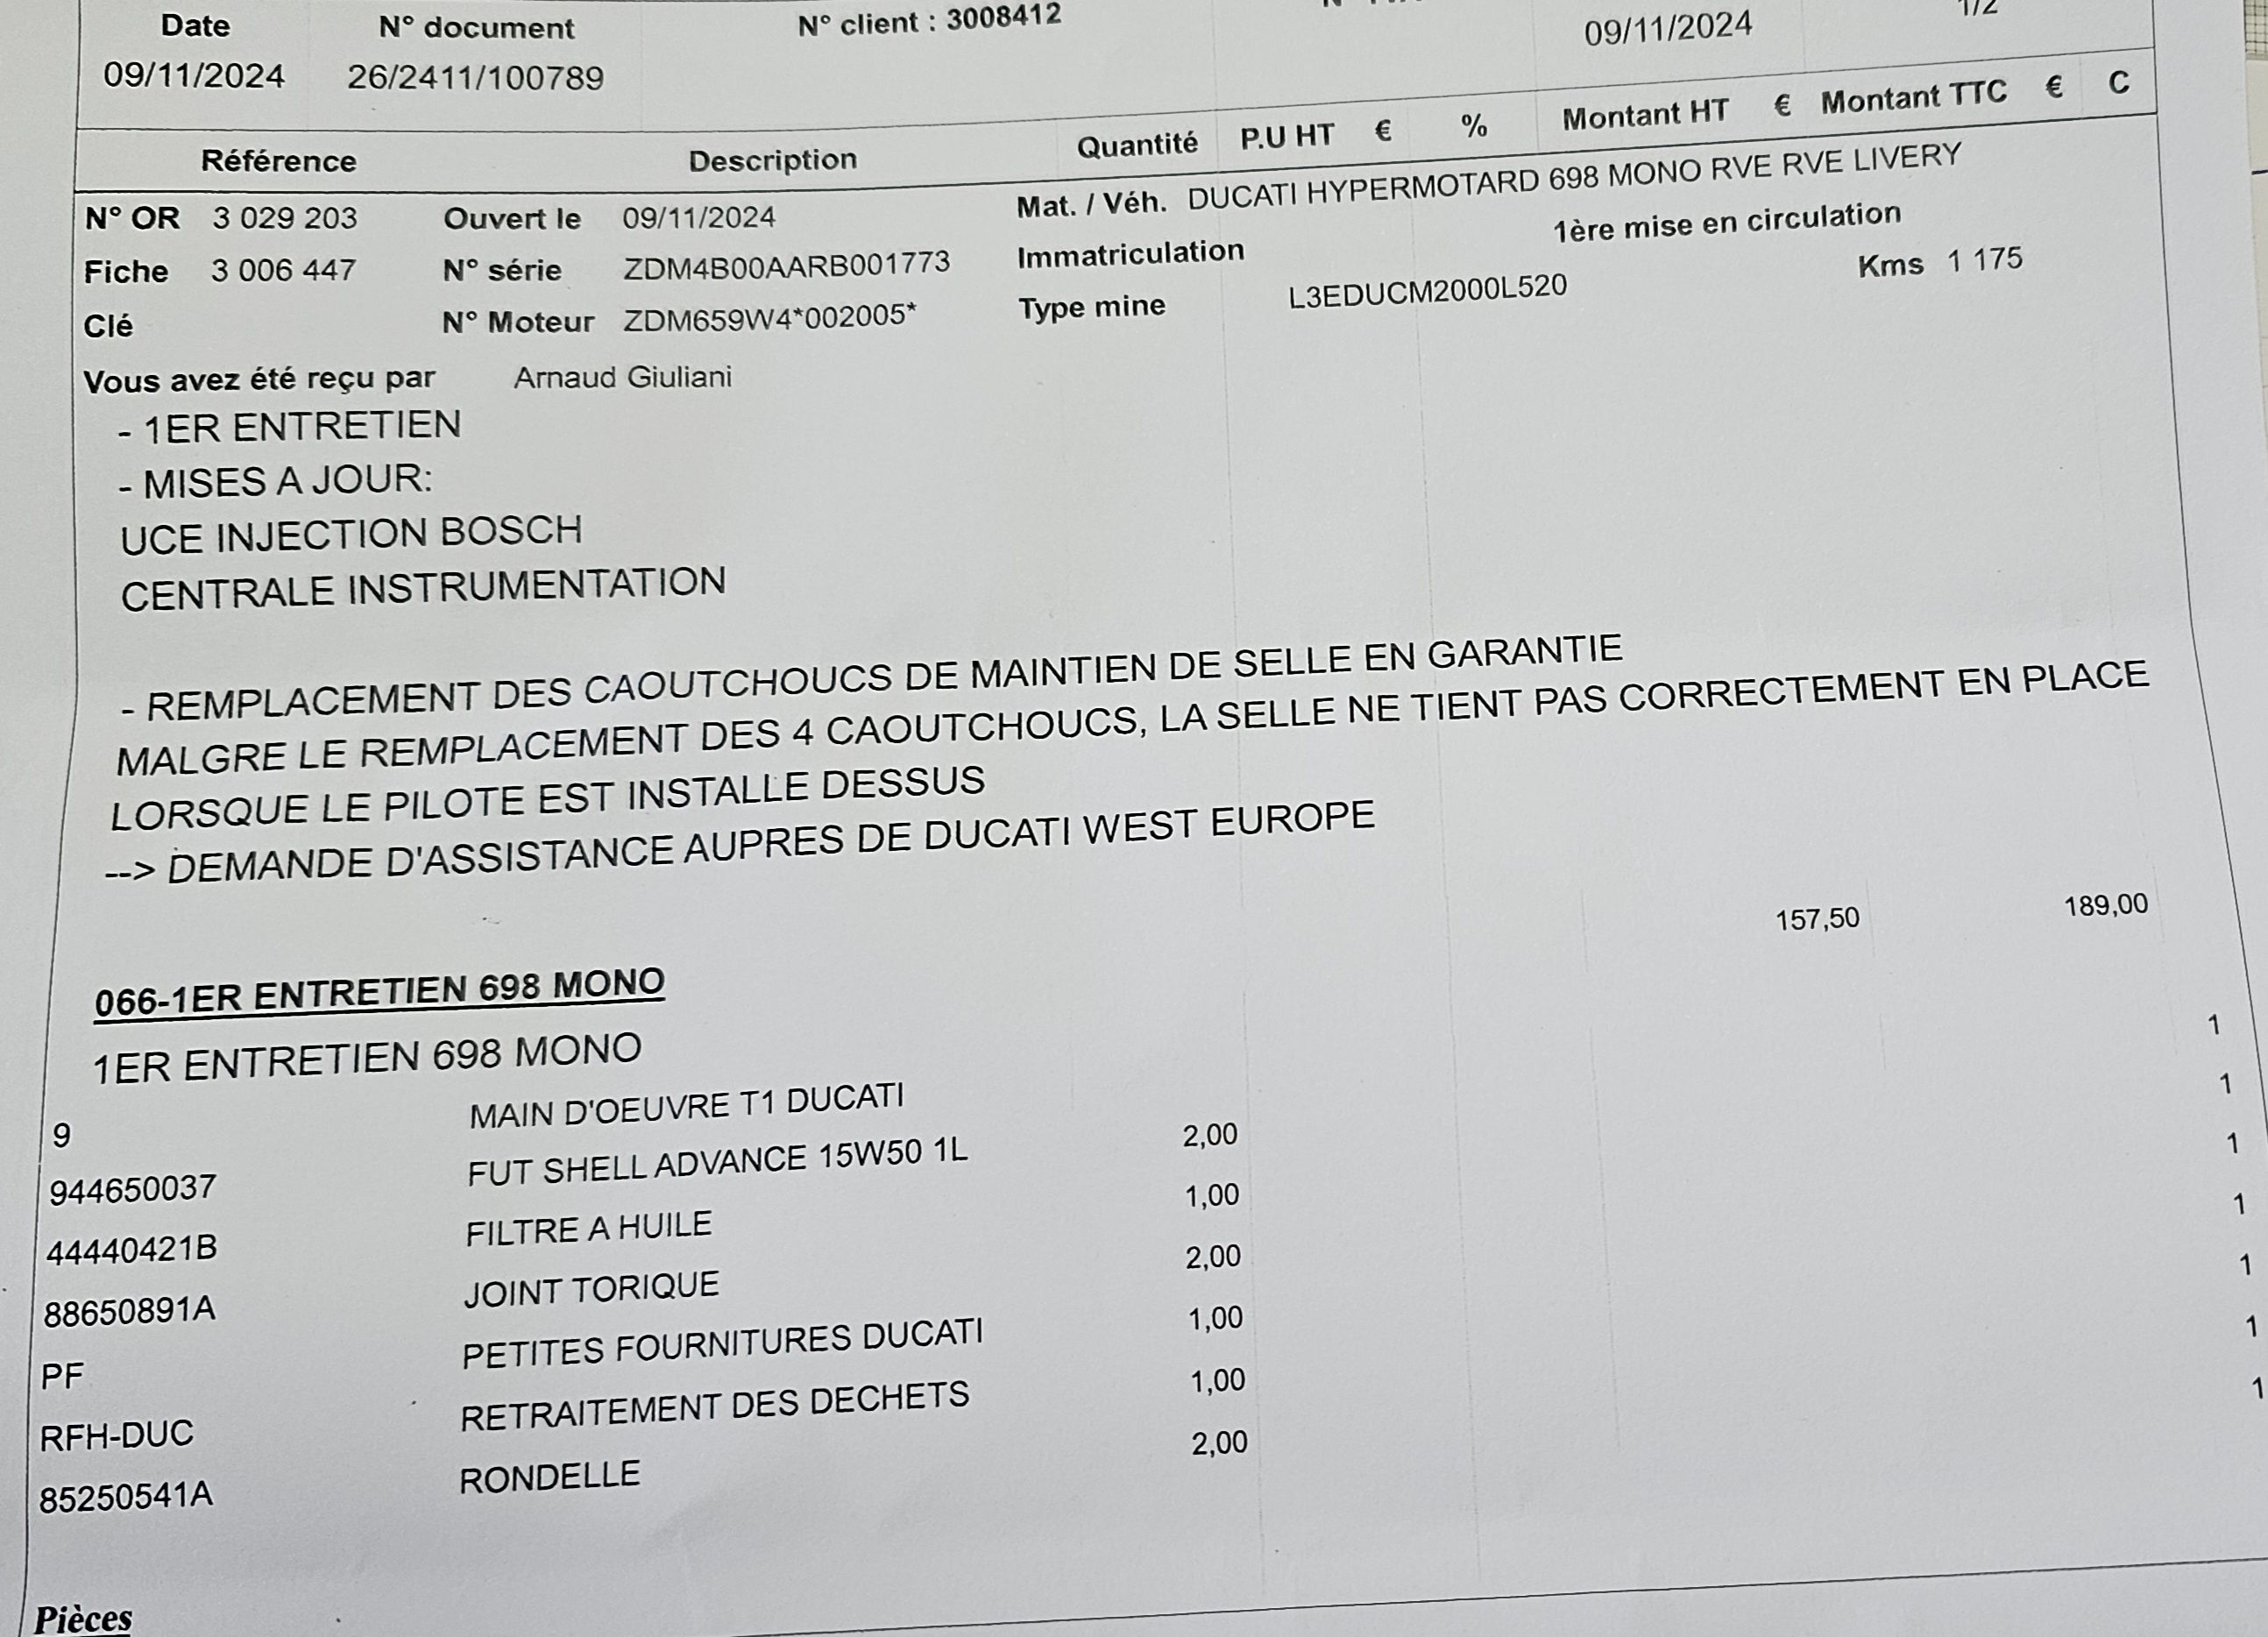 Date N° document N° client : 3008412
09/11/2024 26/2411/100789 09/11/2024 1/2
Référence Description Quantité P.U HT € % Montant HT € Montant TTC € C
N° OR 3 029 203 Ouvert le 09/11/2024 Mat. / Véh. DUCATI HYPERMOTARD 698 MONO RVE RVE LIVERY
Fiche 3 006 447 N° série ZDM4B00AARB001773 Immatriculation 1ère mise en circulation
Clé N° Moteur ZDM659W4*002005* Type mine L3EDUCM2000L520 Kms 1 175
Vous avez été reçu par Arnaud Giuliani
- 1ER ENTRETIEN
- MISES A JOUR:
UCE INJECTION BOSCH
CENTRALE INSTRUMENTATION
- REMPLACEMENT DES CAOUTCHOUCS DE MAINTIEN DE SELLE EN GARANTIE
MALGRE LE REMPLACEMENT DES 4 CAOUTCHOUCS, LA SELLE NE TIENT PAS CORRECTEMENT EN PLACE
LORSQUE LE PILOTE EST INSTALLE DESSUS
--> DEMANDE D'ASSISTANCE AUPRES DE DUCATI WEST EUROPE
066-1ER ENTRETIEN 698 MONO 157,50 189,00
1ER ENTRETIEN 698 MONO
9 MAIN D'OEUVRE T1 DUCATI 1
944650037 FUT SHELL ADVANCE 15W50 1L 2,00 1
44440421B FILTRE A HUILE 1,00 1
88650891A JOINT TORIQUE 2,00 1
PF PETITES FOURNITURES DUCATI 1,00 1
RFH-DUC RETRAITEMENT DES DECHETS 1,00 1
85250541A RONDELLE 2,00 1
Pièces